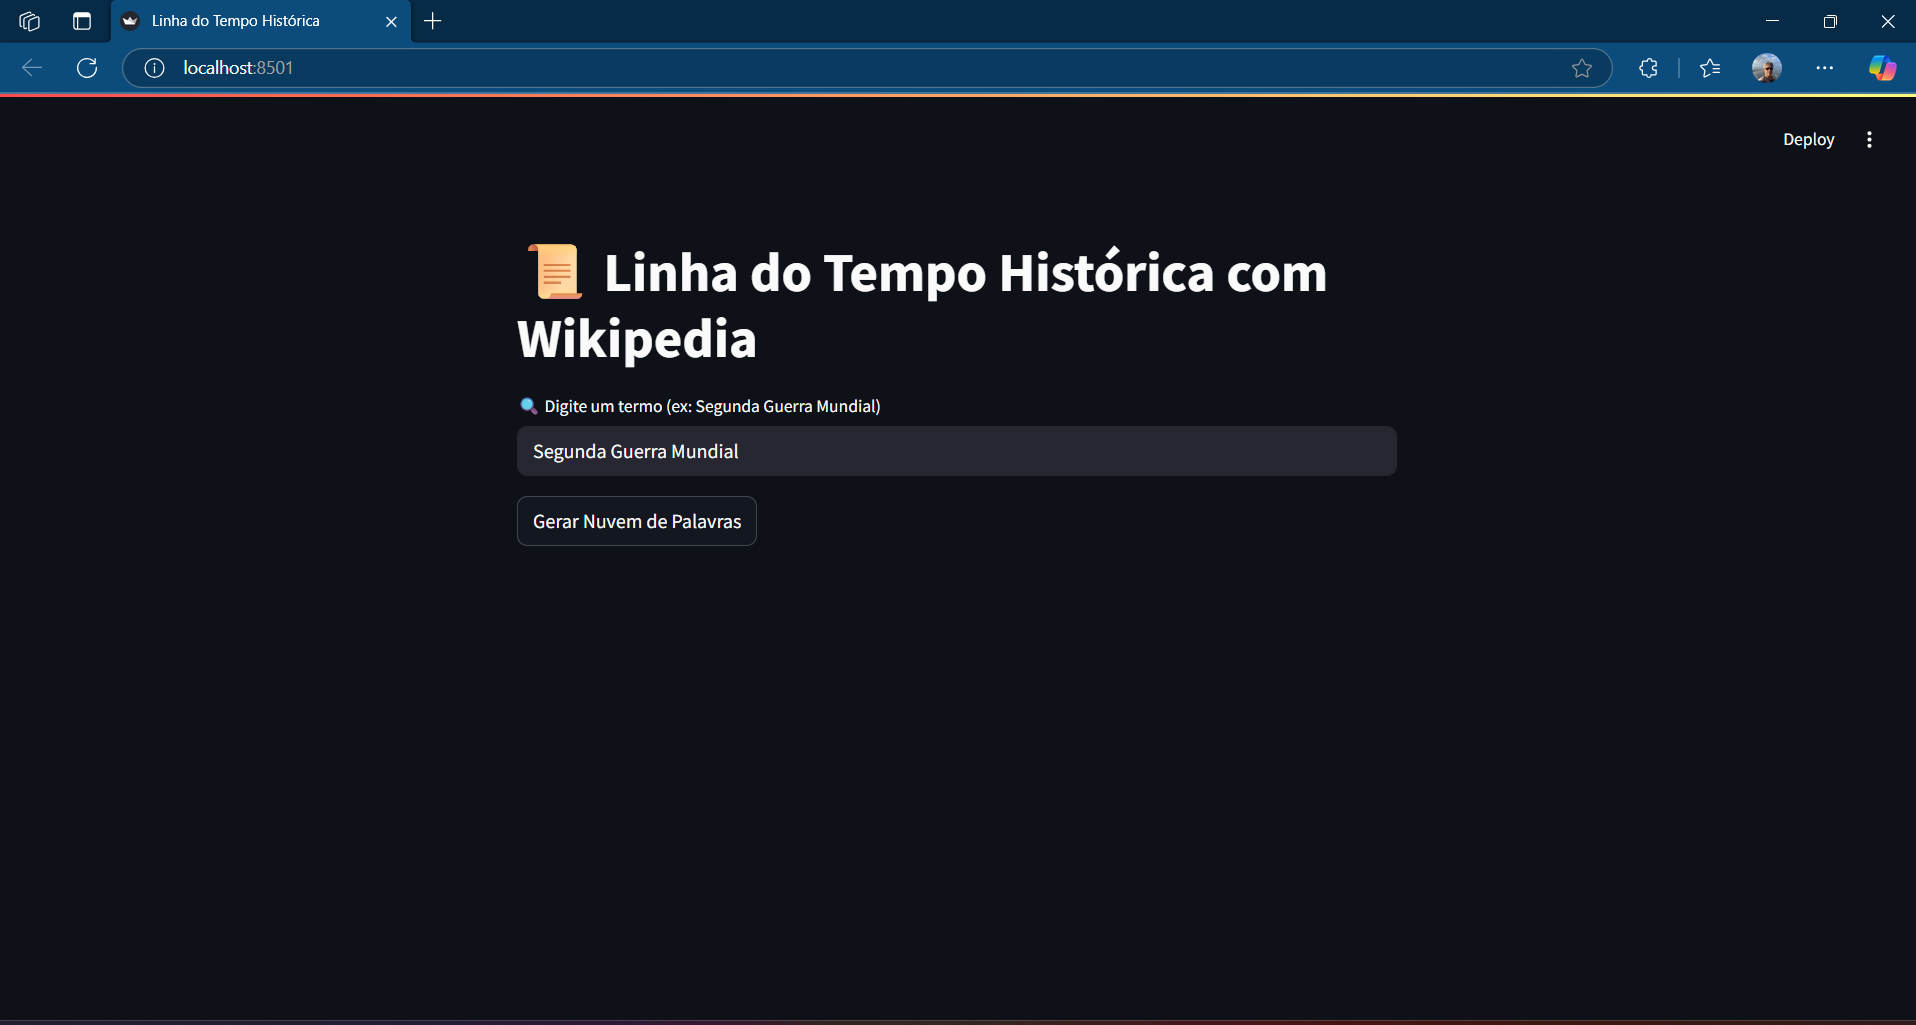 Linha do Tempo Histórica
localhost:8501
Deploy
Linha do Tempo Histórica com
Wikipedia
Digite um termo (ex: Segunda Guerra Mundial)
Segunda Guerra Mundial
Gerar Nuvem de Palavras